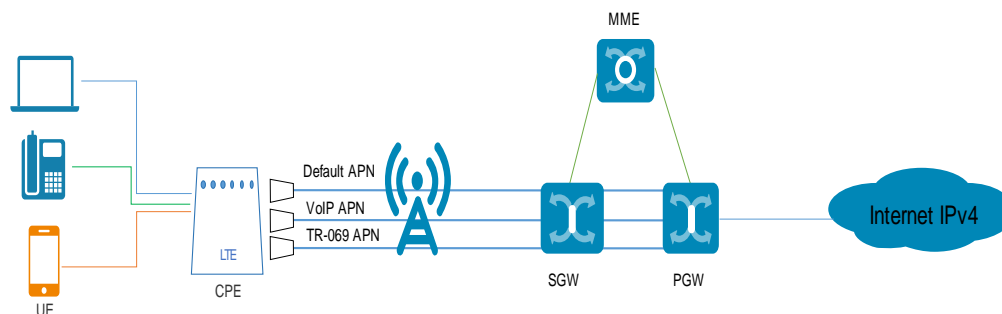 MME
Default APN
VoIP APN
TR-069 APN
LTE
CPE
SGW
PGW
Internet IPv4
UE